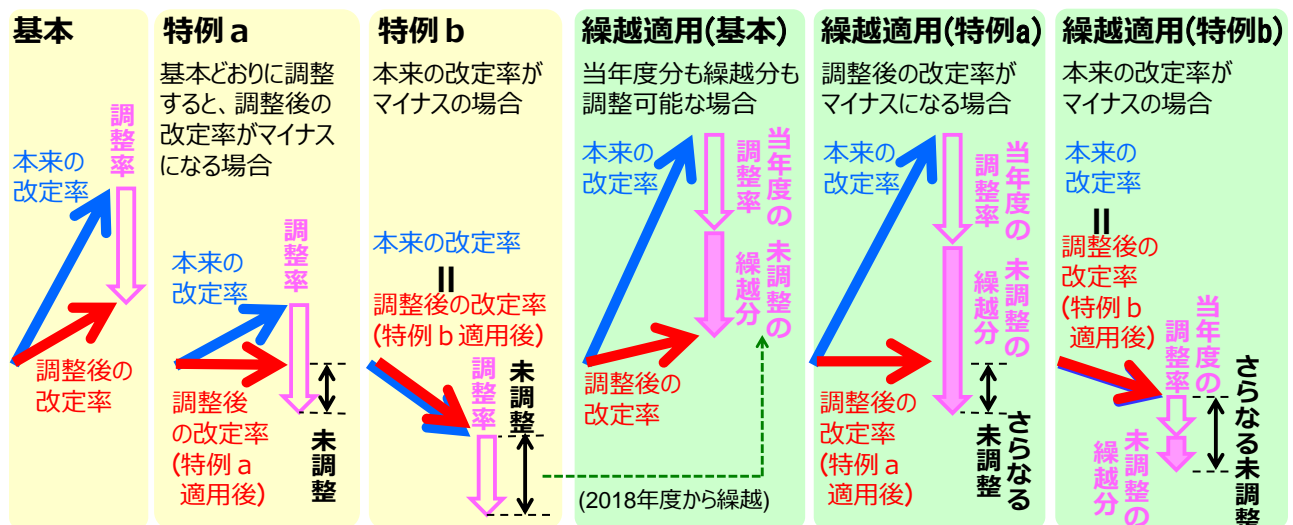 基本
調整率
本来の
改定率
調整後の
改定率
特例a
基本どおりに調整
すると、調整後の
改定率がマイナス
になる場合
調整率
本来の
改定率
調整後
の改定率
(特例a
適用後)
未調整
特例b
本来の改定率が
マイナスの場合
本来の改定率
=
調整後の改定率
(特例b適用後)
調整率
未調整
繰越適用(基本)
当年度分も繰越分も
調整可能な場合
本来の
改定率
当年度の
調整率
未調整の
繰越分
調整後の
改定率
(2018年度から繰越)
繰越適用(特例a)
調整後の改定率が
マイナスになる場合
本来の
改定率
当年度の
調整率
未調整の
繰越分
調整後の
改定率
(特例a
適用後)
さらなる
未調整
繰越適用(特例b)
本来の改定率が
マイナスの場合
本来の
改定率
=
調整後の
改定率
(特例b
適用後)
当年度の
調整率
未調整の
繰越分
さらなる未調整